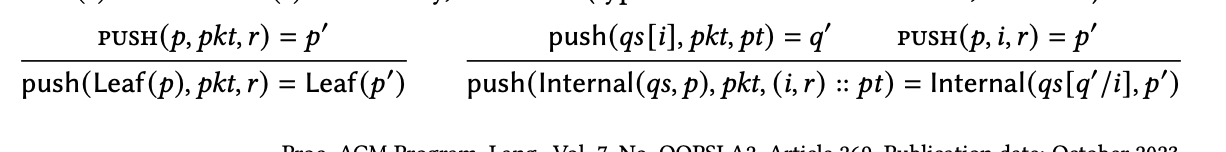 PUSH(p, pkt, r) = p′
push(Leaf(p), pkt, r) = Leaf(p′)
push(qs[i], pkt, pt) = q′ PUSH(p, i, r) = p′
push(Internal(qs, p), pkt, (i, r) :: pt) = Internal(qs[q′/i], p′)
Proc. ACM Program. Lang., Vol. 7, No. OOPSLA2, Article 269. Publication date: October 2023.